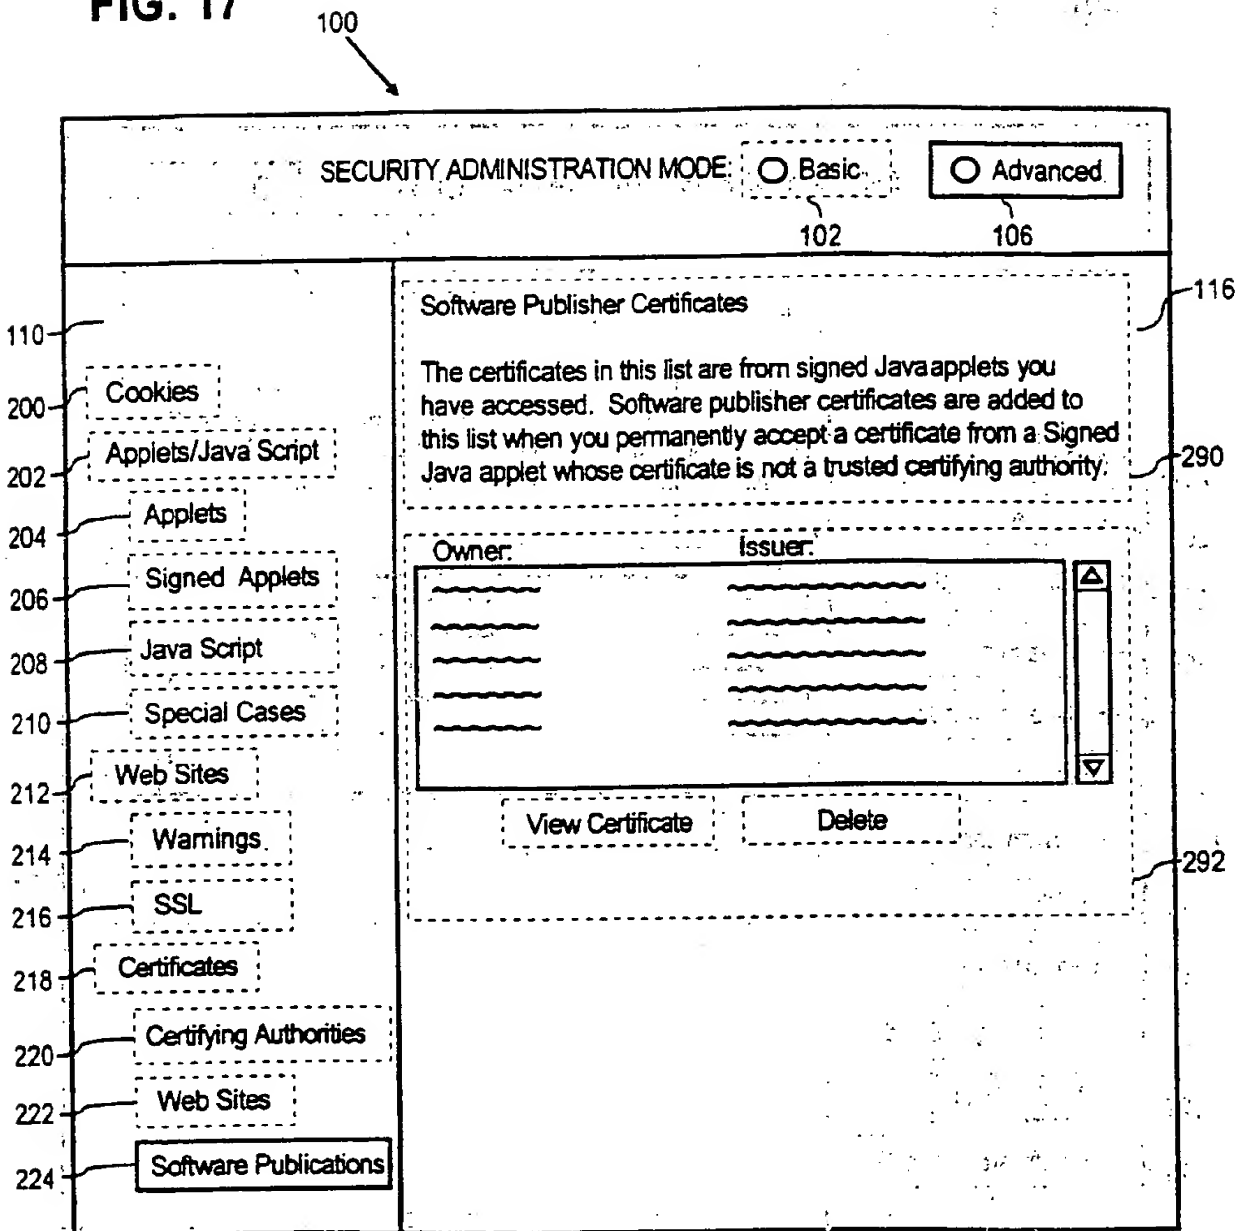 FIG. 17
100
SECURITY ADMINISTRATION MODE: Basic Advanced
102 106
116
110
200 Cookies
202 Applets/Java Script
204 Applets
206 Signed Applets
208 Java Script
210 Special Cases
212 Web Sites
214 Warnings
216 SSL
218 Certificates
220 Certifying Authorities
222 Web Sites
224 Software Publications
Software Publisher Certificates
The certificates in this list are from signed Java applets you
have accessed. Software publisher certificates are added to
this list when you permanently accept a certificate from a Signed
Java applet whose certificate is not a trusted certifying authority.
290
Owner: Issuer:
View Certificate Delete
292